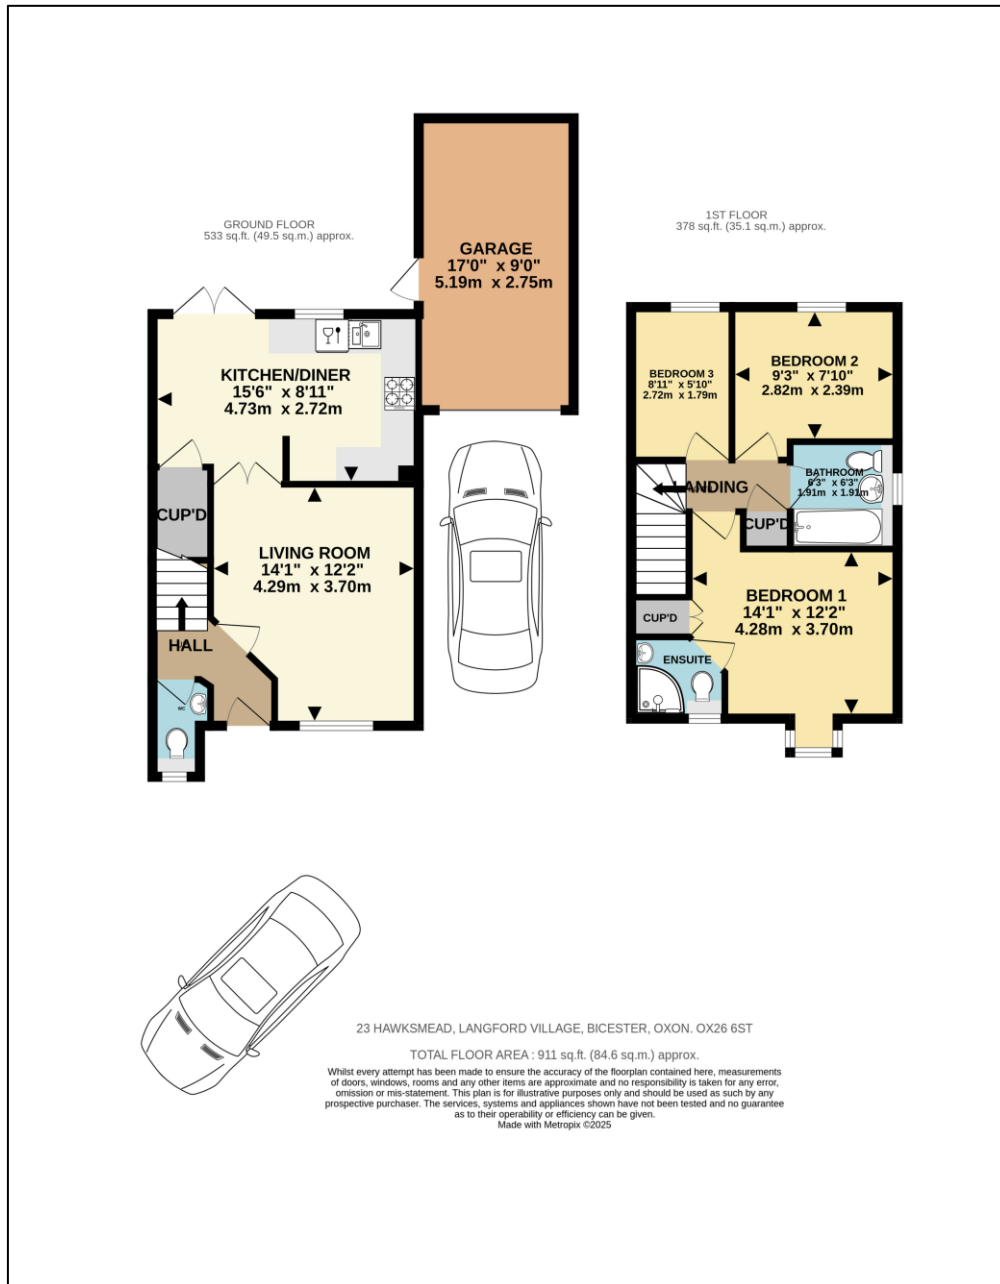 GROUND FLOOR
533 sq.ft. (49.5 sq.m.) approx.
1ST FLOOR
378 sq.ft. (35.1 sq.m.) approx.
GARAGE
17'0" x 9'0"
5.19m x 2.75m
KITCHEN/DINER
15'6" x 8'11"
4.73m x 2.72m
CUP'D
LIVING ROOM
14'1" x 12'2"
4.29m x 3.70m
HALL
WC
BEDROOM 3
8'11" x 5'10"
2.72m x 1.79m
BEDROOM 2
9'3" x 7'10"
2.82m x 2.39m
LANDING
BATHROOM
6'3" x 6'3"
1.91m x 1.91m
CUP'D
BEDROOM 1
14'1" x 12'2"
4.28m x 3.70m
CUP'D
ENSUITE
23 HAWKSMEAD, LANGFORD VILLAGE, BICESTER, OXON. OX26 6ST
TOTAL FLOOR AREA : 911 sq.ft. (84.6 sq.m.) approx.
Whilst every attempt has been made to ensure the accuracy of the floorplan contained here, measurements
of doors, windows, rooms and any other items are approximate and no responsibility is taken for any error,
omission or mis-statement. This plan is for illustrative purposes only and should be used as such by any
prospective purchaser. The services, systems and appliances shown have not been tested and no guarantee
as to their operability or efficiency can be given.
Made with Metropix ©2025